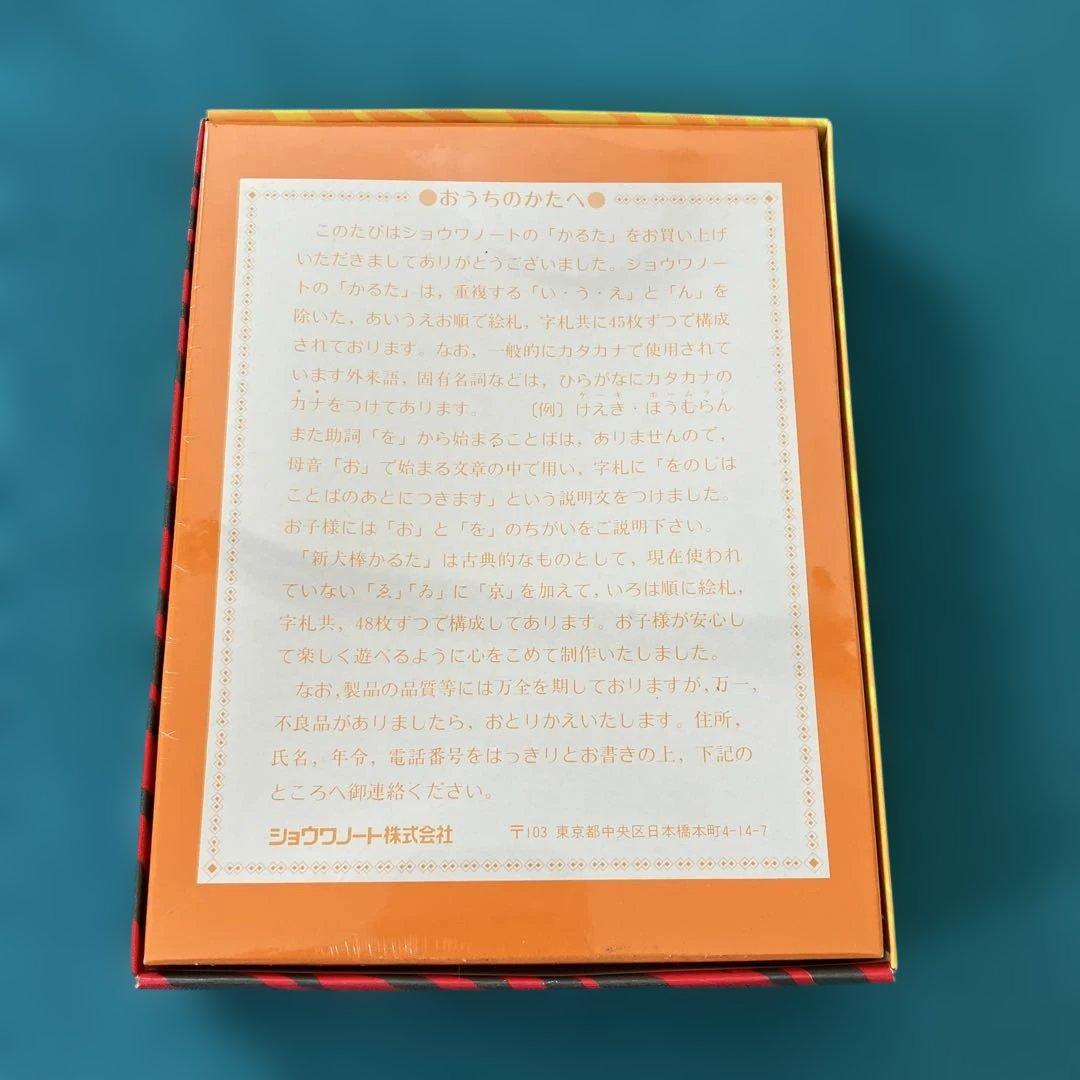 ●おうちのかたへ●
このたびはショウワノートの「かるた」をお買い上げ
いただきましてありがとうございました。ショウワノー
トの「かるた」は，重複する「い・う・え」と「ん」を
除いた，あいうえお順で絵札，字札共に45枚ずつで構成
されております。なお，一般的にカタカナで使用されて
います外来語，固有名詞などは，ひらがなにカタカナの
ケーキ ホームラン
カナをつけてあります。 〔例〕けえき・ほうむらん
また助詞「を」から始まることばは，ありませんので，
母音「お」で始まる文章の中で用い，字札に「をのじは
ことばのあとにつきます」という説明文をつけました。
お子様には「お」と「を」のちがいをご説明下さい。
「新犬棒かるた」は古典的なものとして，現在使われ
ていない「ゑ」「ゐ」に「京」を加えて，いろは順に絵札，
字札共，48枚ずつで構成してあります。お子様が安心し
て楽しく遊べるように心をこめて制作いたしました。
なお，製品の品質等には万全を期しておりますが，万一，
不良品がありましたら，おとりかえいたします。住所，
氏名，年令，電話番号をはっきりとお書きの上，下記の
ところへ御連絡ください。
ショウワノート株式会社 〒103 東京都中央区日本橋本町4-14-7